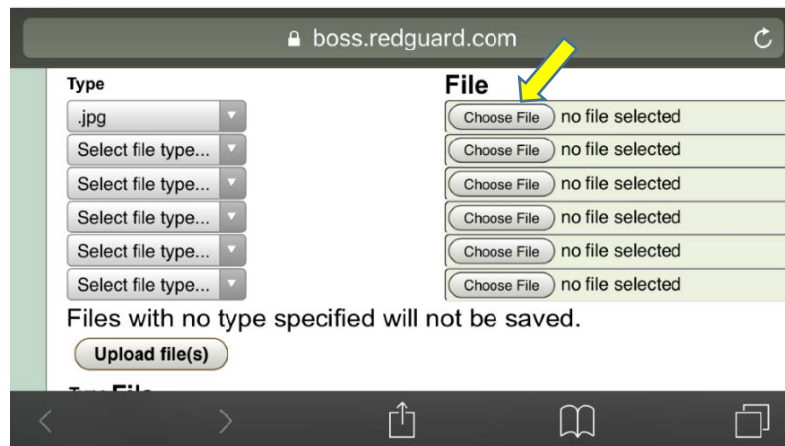 boss.redguard.com
Type File
.jpg Choose File no file selected
Select file type... Choose File no file selected
Select file type... Choose File no file selected
Select file type... Choose File no file selected
Select file type... Choose File no file selected
Select file type... Choose File no file selected
Files with no type specified will not be saved.
Upload file(s)
Type File